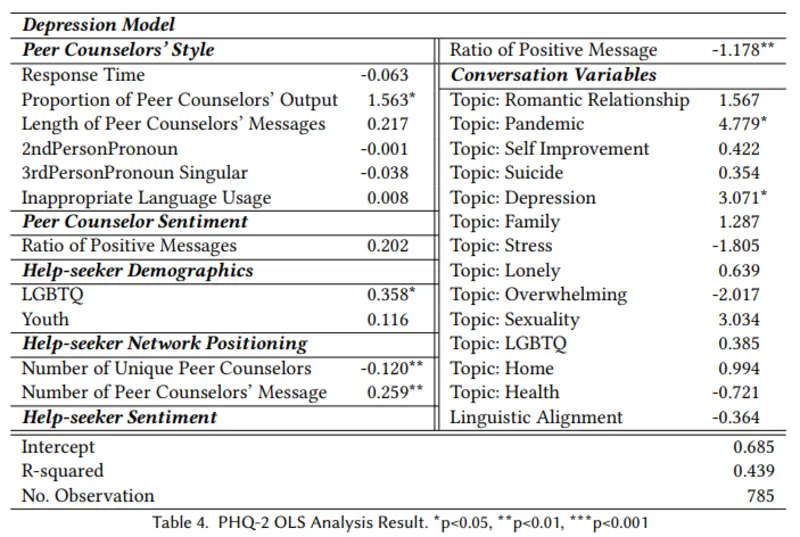 Depression Model
Peer Counselors' Style
Response Time -0.063
Proportion of Peer Counselors' Output 1.563*
Length of Peer Counselors' Messages 0.217
2ndPersonPronoun -0.001
3rdPersonPronoun Singular -0.038
Inappropriate Language Usage 0.008
Peer Counselor Sentiment
Ratio of Positive Messages 0.202
Help-seeker Demographics
LGBTQ 0.358*
Youth 0.116
Help-seeker Network Positioning
Number of Unique Peer Counselors -0.120**
Number of Peer Counselors' Message 0.259**
Help-seeker Sentiment
Ratio of Positive Message -1.178**
Conversation Variables
Topic: Romantic Relationship 1.567
Topic: Pandemic 4.779*
Topic: Self Improvement 0.422
Topic: Suicide 0.354
Topic: Depression 3.071*
Topic: Family 1.287
Topic: Stress -1.805
Topic: Lonely 0.639
Topic: Overwhelming -2.017
Topic: Sexuality 3.034
Topic: LGBTQ 0.385
Topic: Home 0.994
Topic: Health -0.721
Linguistic Alignment -0.364
Intercept 0.685
R-squared 0.439
No. Observation 785
Table 4. PHQ-2 OLS Analysis Result. *p<0.05, **p<0.01, ***p<0.001